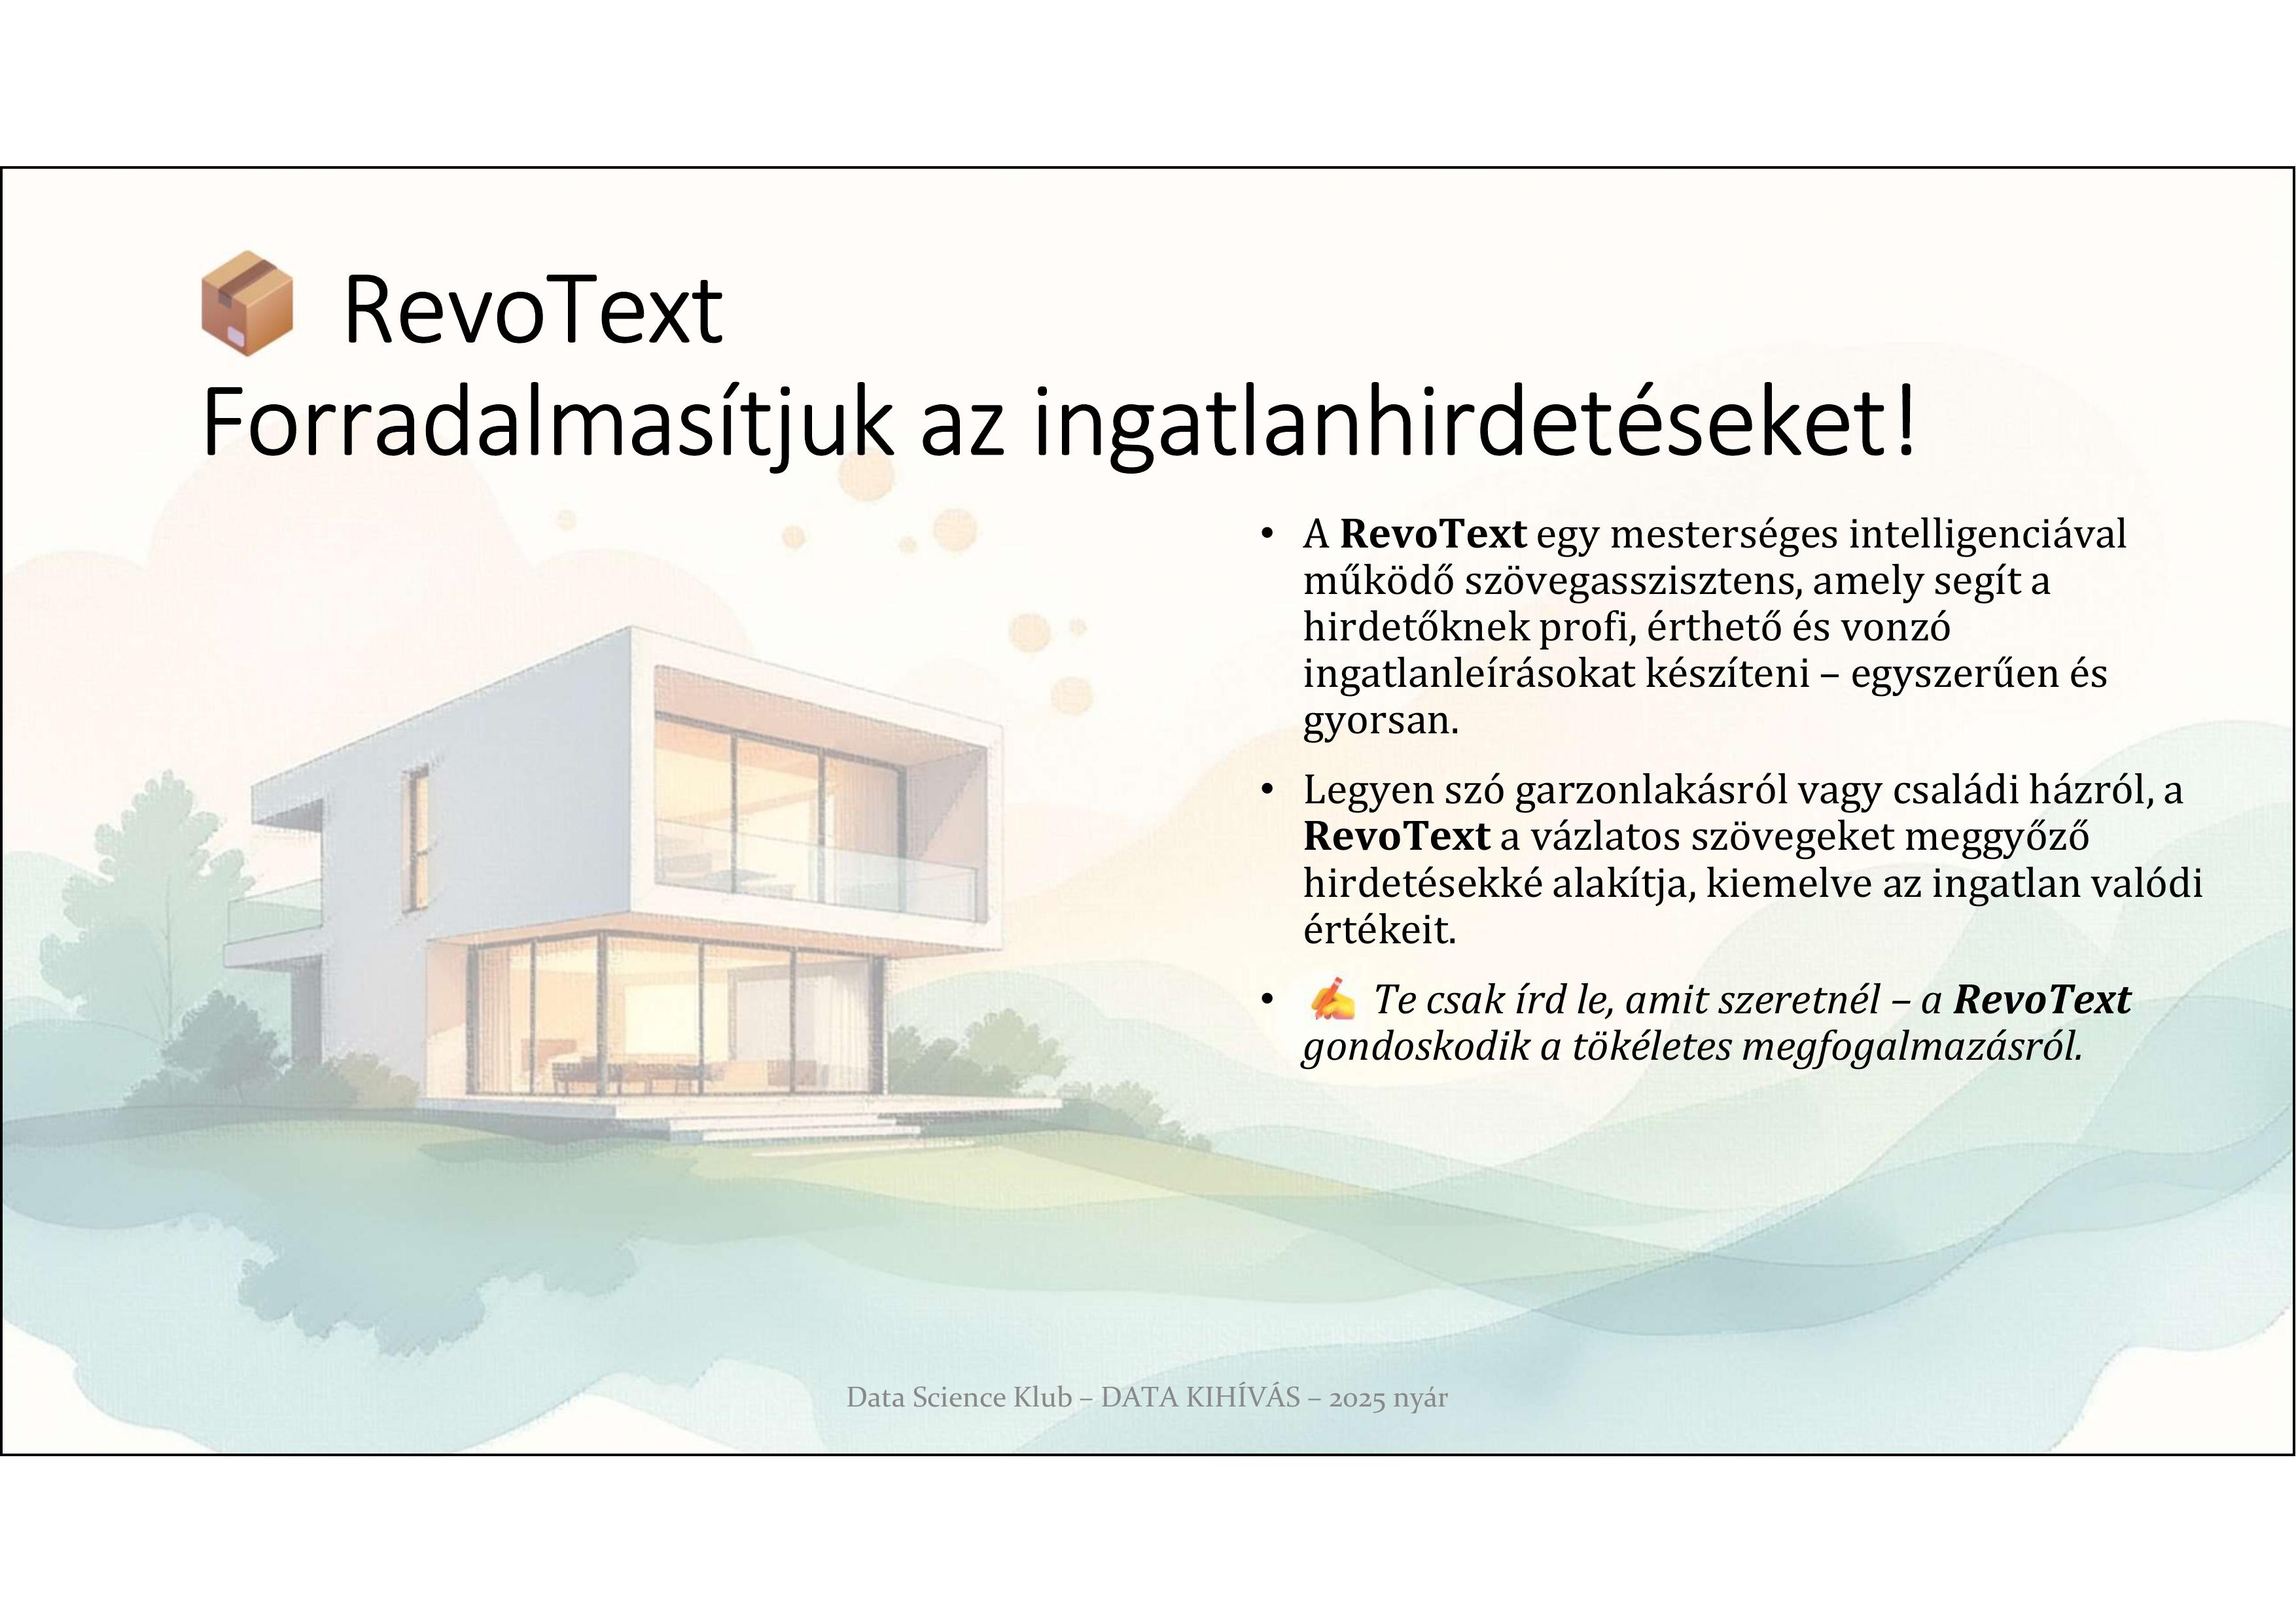 📦 RevoText
Forradalmasítjuk az ingatlanhirdetéseket!
• A RevoText egy mesterséges intelligenciával
működő szövegasszisztens, amely segít a
hirdetőknek profi, érthető és vonzó
ingatlanleírásokat készíteni – egyszerűen és
gyorsan.
• Legyen szó garzonlakásról vagy családi házról, a
RevoText a vázlatos szövegeket meggyőző
hirdetésekké alakítja, kiemelve az ingatlan valódi
értékeit.
• ✍️ Te csak írd le, amit szeretnél – a RevoText
gondoskodik a tökéletes megfogalmazásról.
Data Science Klub – DATA KIHÍVÁS – 2025 nyár